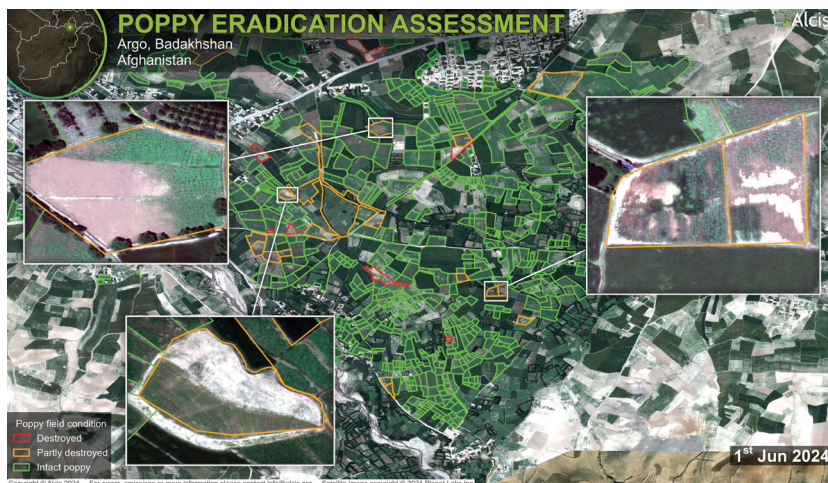 POPPY ERADICATION ASSESSMENT
Argo, Badakhshan
Afghanistan
Alcis
Poppy field condition
Destroyed
Partly destroyed
Intact poppy
1st Jun 2024